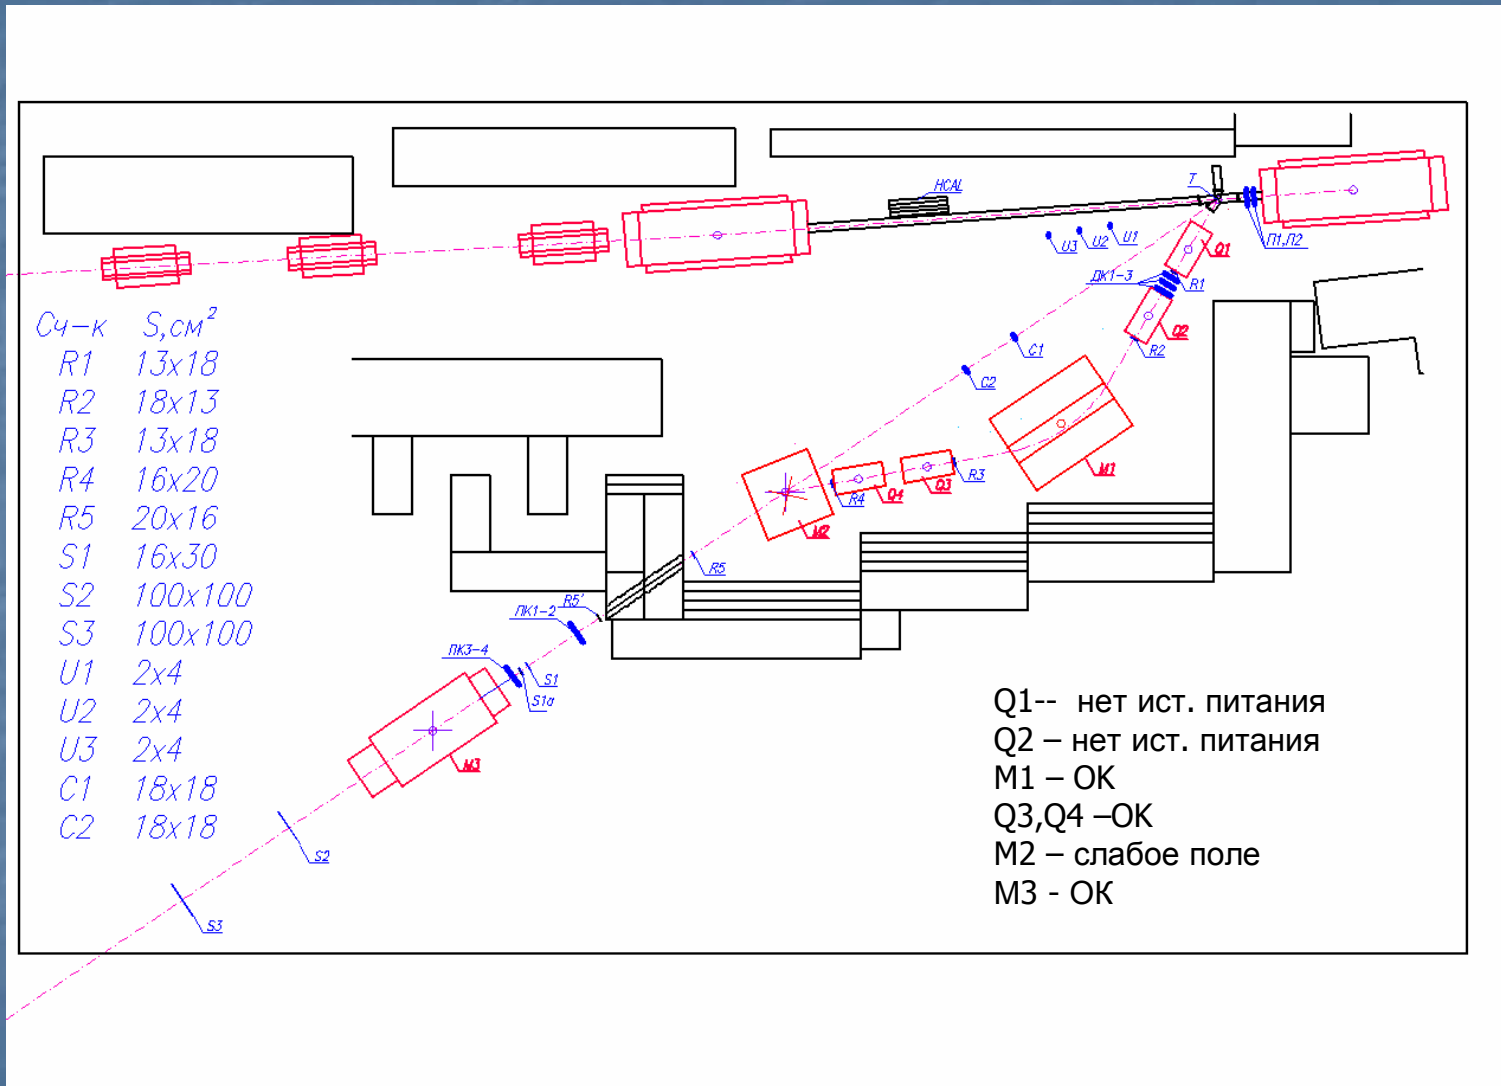 HCAL
T
П1,П2
U3
U2
U1
Q1
ДК1-3
R1
Q2
R2
C1
C2
M1
R3
Q3
Q4
R4
M2
R5
R5'
ПК1-2
ПК3-4
S1
S1a
M3
S2
S3
Сч-к S,см²
R1 13x18
R2 18x13
R3 13x18
R4 16x20
R5 20x16
S1 16x30
S2 100x100
S3 100x100
U1 2x4
U2 2x4
U3 2x4
C1 18x18
C2 18x18
Q1-- нет ист. питания
Q2 – нет ист. питания
M1 – OK
Q3,Q4 –OK
M2 – слабое поле
M3 - OK